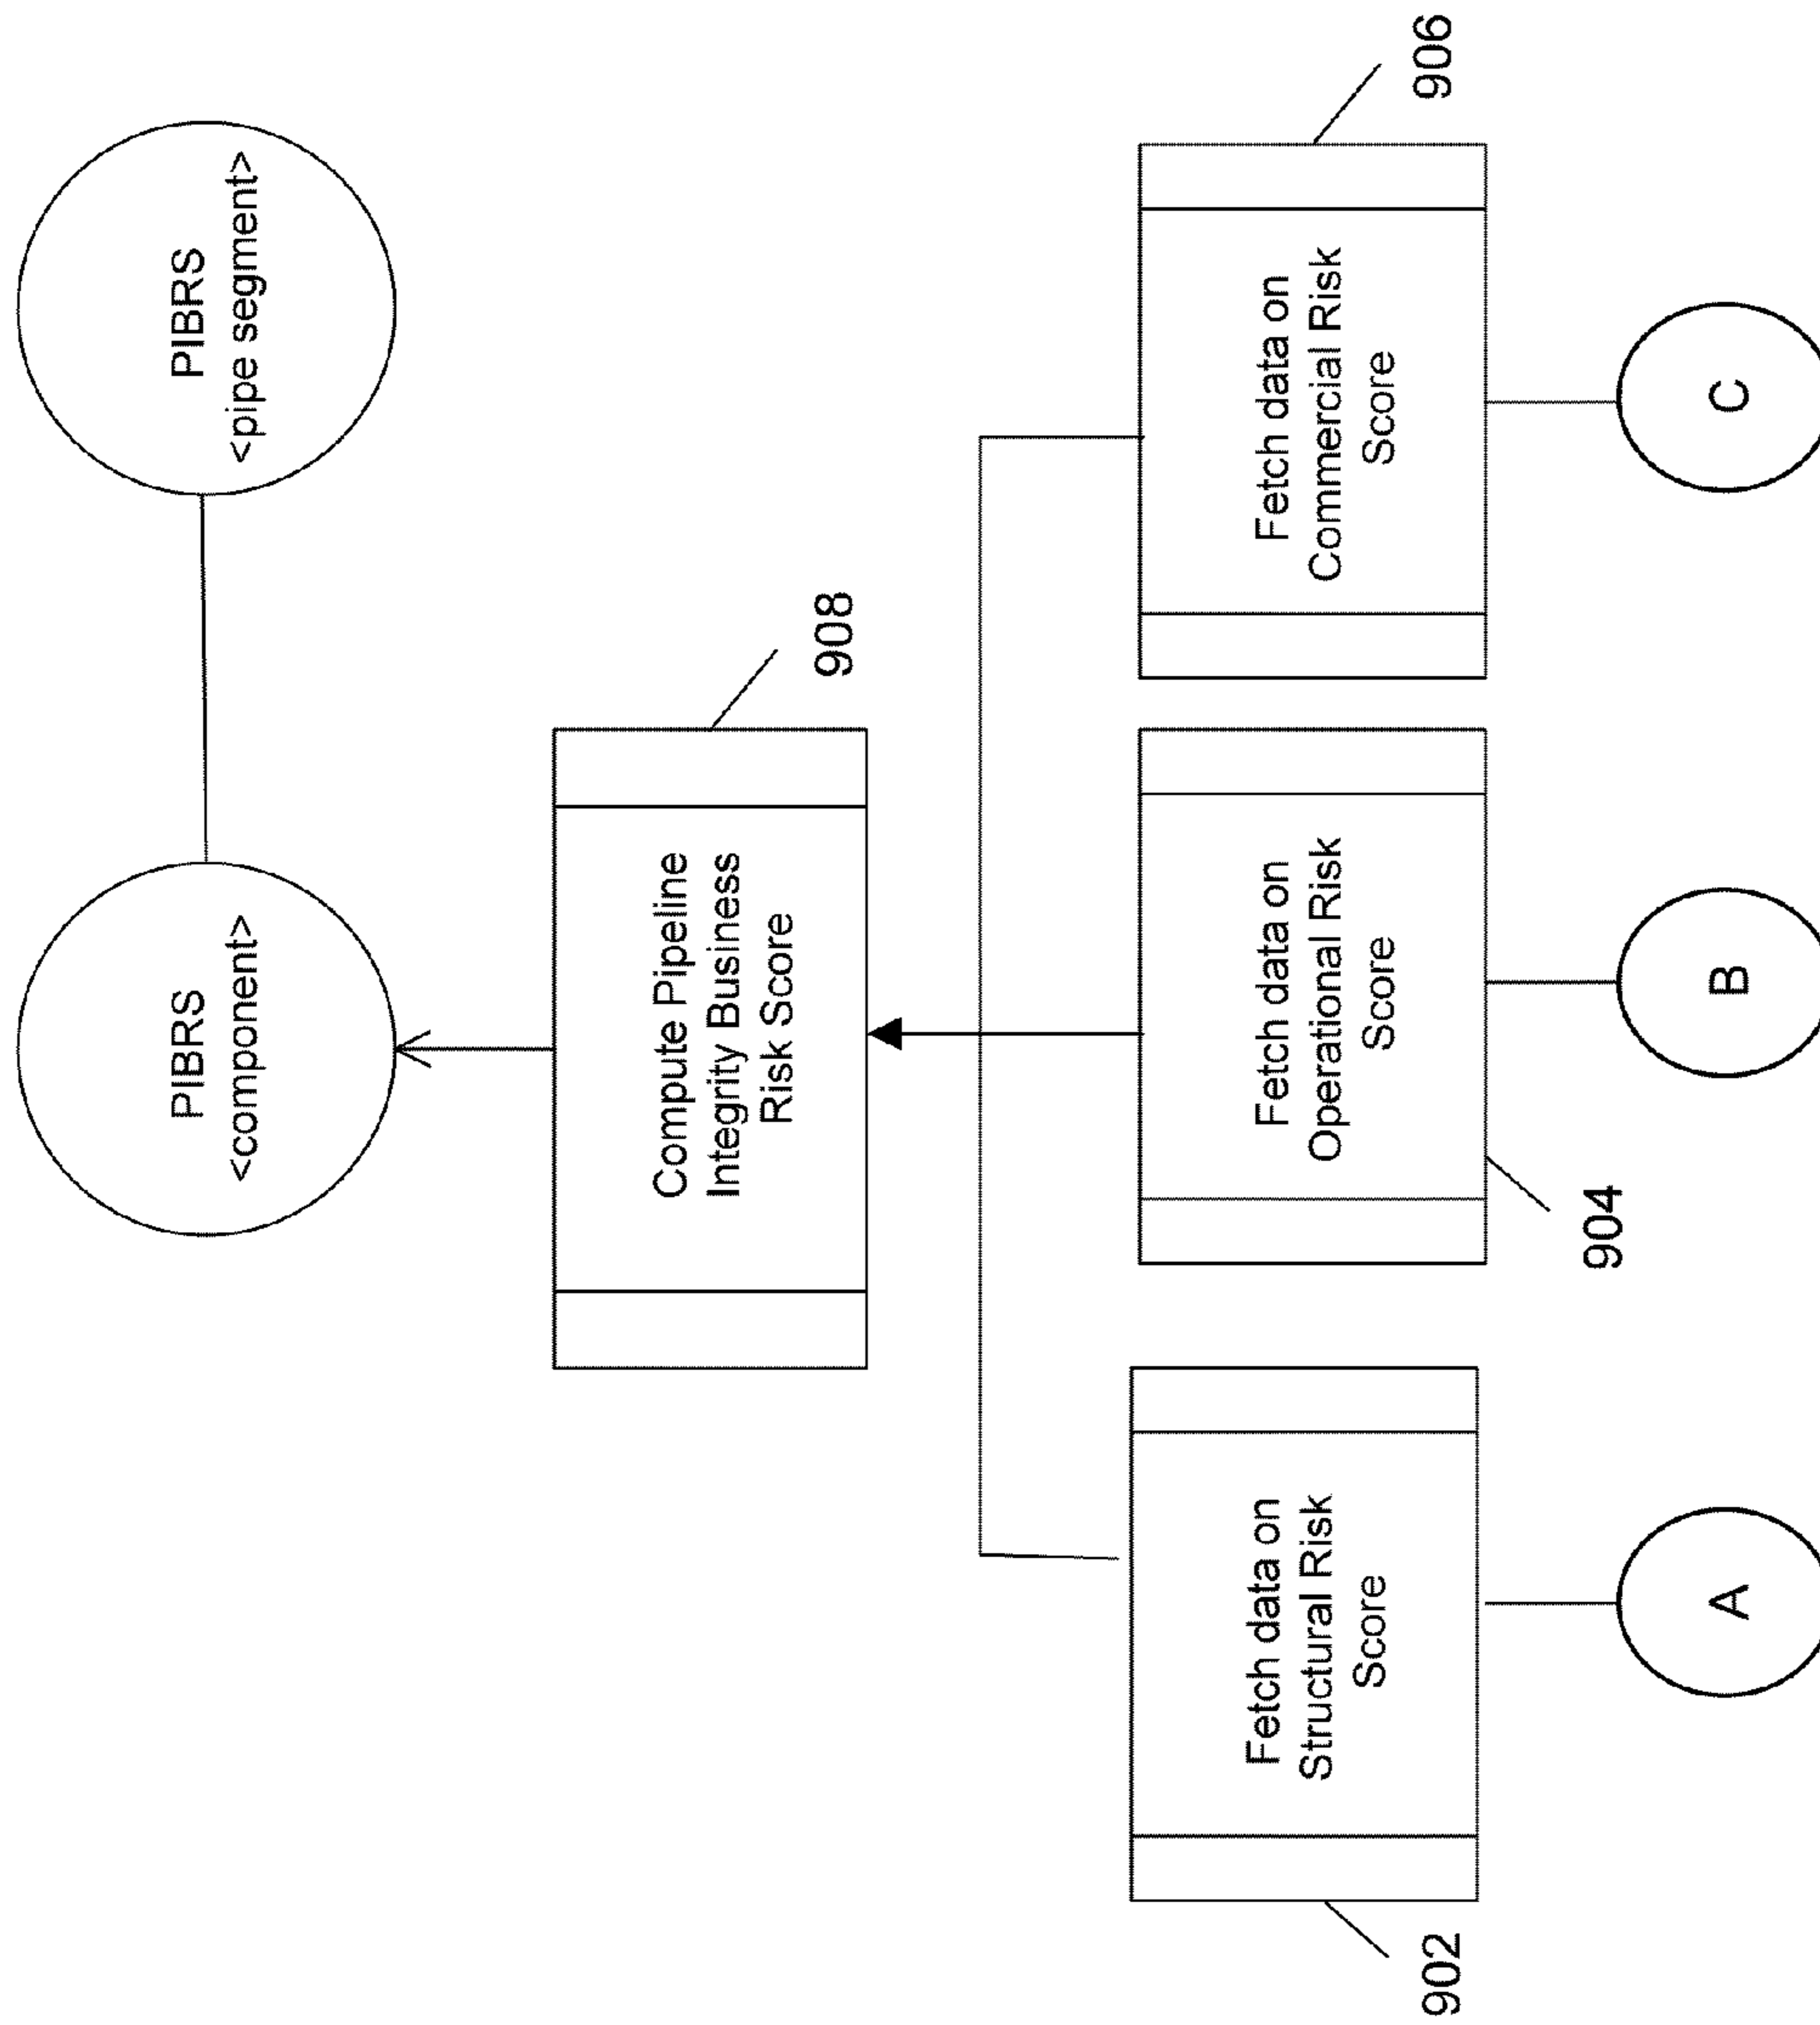 PIBRS
<component>
PIBRS
<pipe segment>
Compute Pipeline
Integrity Business
Risk Score
908
Fetch data on
Structural Risk
Score
902
Fetch data on
Operational Risk
Score
904
Fetch data on
Commercial Risk
Score
906
A
B
C